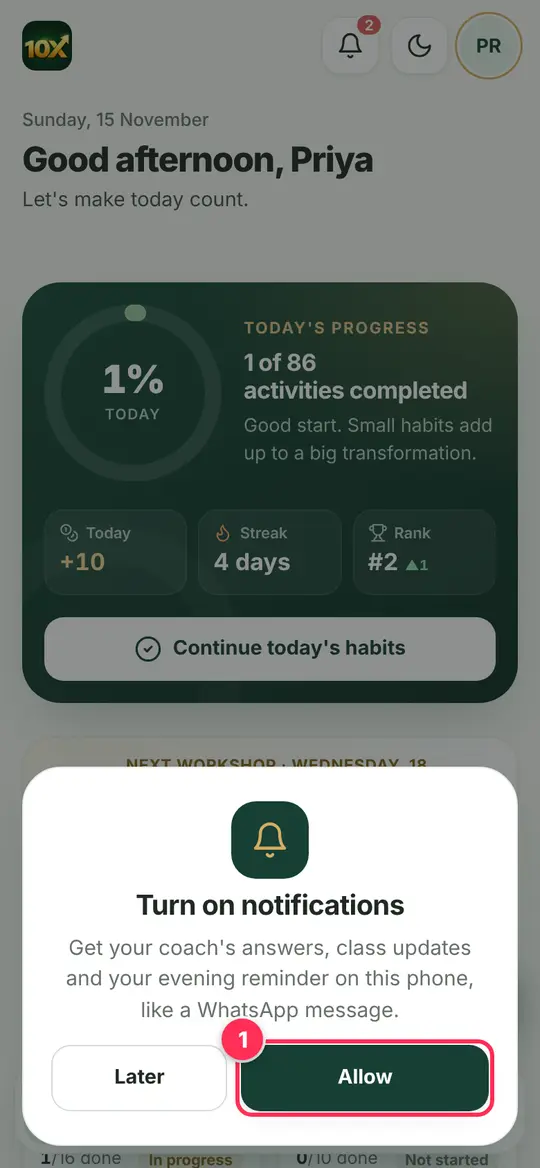 10X
2
PR
Sunday, 15 November
Good afternoon, Priya
Let's make today count.
1%
TODAY
TODAY'S PROGRESS
1 of 86
activities completed
Good start. Small habits add
up to a big transformation.
Today
+10
Streak
4 days
Rank
#2 ▲1
Continue today's habits
NEXT WORKSHOP · WEDNESDAY, 18
Turn on notifications
Get your coach's answers, class updates
and your evening reminder on this phone,
like a WhatsApp message.
1
Later
Allow
1/16 done In progress
0/10 done Not started